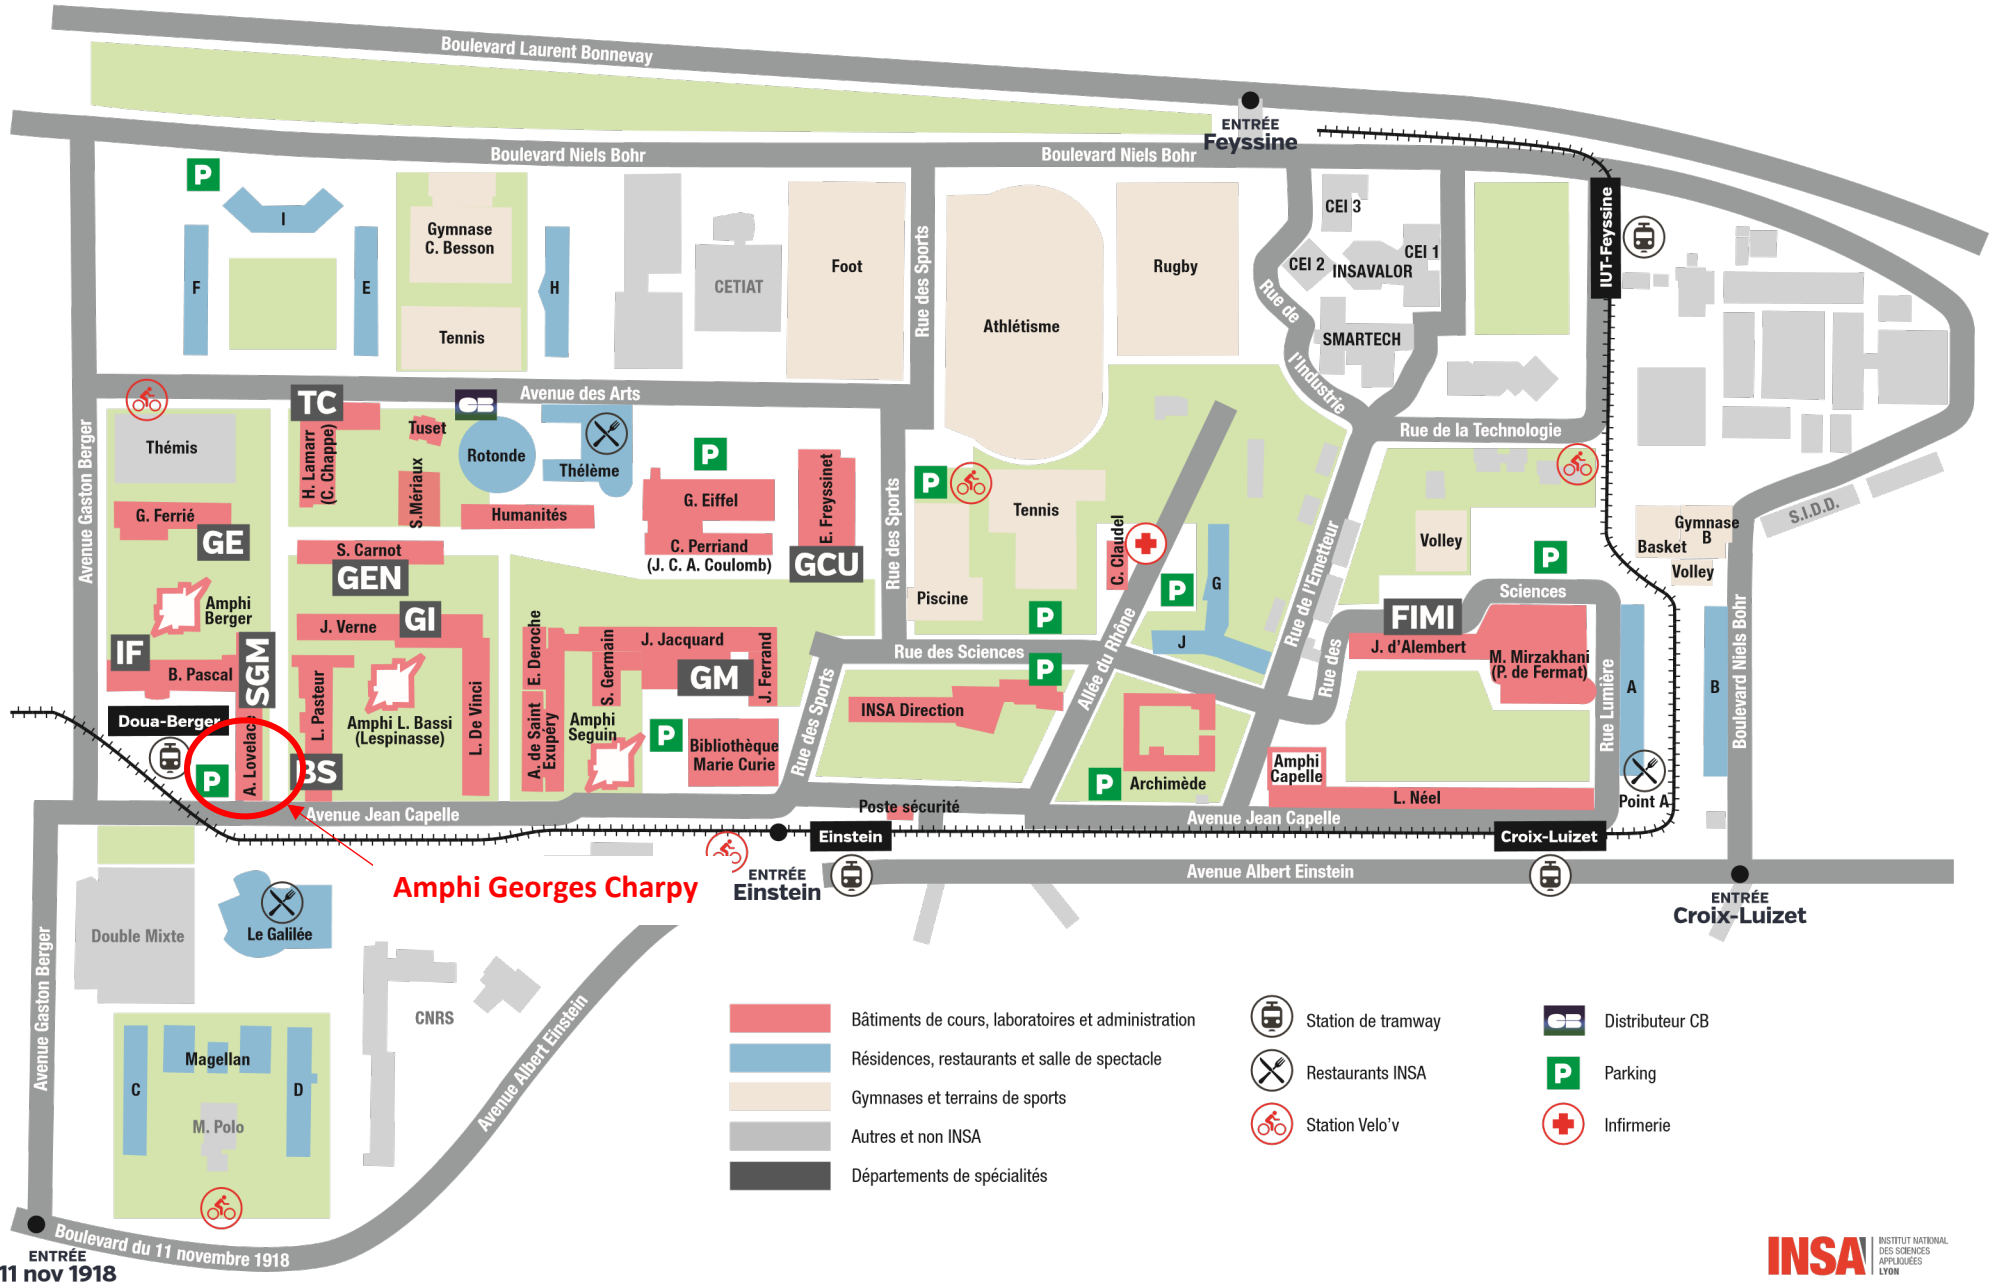 Boulevard Laurent Bonnevay
ENTRÉE
Feyssine
Boulevard Niels Bohr
Boulevard Niels Bohr
P
I
F
E
H
Gymnase
C. Besson
Tennis
CETIAT
Foot
Rue des Sports
Athlétisme
Rugby
CEI 3
CEI 2
CEI 1
INSAVALOR
SMARTECH
Rue de
l'Industrie
IUT-Feyssine
Avenue des Arts
Avenue Gaston Berger
Thémis
TC
H. Lamarr
(C. Chappe)
Tuset
CB
Rotonde
Thélème
S.Mériaux
Humanités
P
G. Eiffel
C. Perriand
(J. C. A. Coulomb)
E. Freyssinet
GCU
Rue des Sports
P
Tennis
Piscine
P
C. Claudel
P
G
J
Rue de la Technologie
Rue de l'Emetteur
Volley
P
Gymnase
B
Basket
Volley
S.I.D.D.
G. Ferrié
GE
S. Carnot
GEN
Amphi
Berger
IF
B. Pascal
SGM
J. Verne
GI
L. Pasteur
Amphi L. Bassi
(Lespinasse)
L. De Vinci
BS
Doua-Berger
P
A. Lovelace
E. Deroche
A. de Saint
Exupéry
S. Germain
J. Jacquard
GM
J. Ferrand
Amphi
Seguin
P
Bibliothèque
Marie Curie
Rue des Sports
Rue des Sciences
P
INSA Direction
Allée du Rhône
P
Archimède
Rue des
Sciences
FIMI
J. d'Alembert
M. Mirzakhani
(P. de Fermat)
Rue Lumière
A
B
Boulevard Niels Bohr
Amphi
Capelle
L. Néel
Point A
Avenue Jean Capelle
Poste sécurité
Avenue Jean Capelle
Einstein
Croix-Luizet
ENTRÉE
Einstein
Avenue Albert Einstein
ENTRÉE
Croix-Luizet
Amphi Georges Charpy
Double Mixte
Le Galilée
CNRS
Avenue Gaston Berger
Magellan
C
D
M. Polo
Avenue Albert Einstein
Boulevard du 11 novembre 1918
ENTRÉE
11 nov 1918
Bâtiments de cours, laboratoires et administration
Résidences, restaurants et salle de spectacle
Gymnases et terrains de sports
Autres et non INSA
Départements de spécialités
Station de tramway
Restaurants INSA
Station Velo'v
CB
Distributeur CB
P
Parking
Infirmerie
INSA
INSTITUT NATIONAL
DES SCIENCES
APPLIQUÉES
LYON